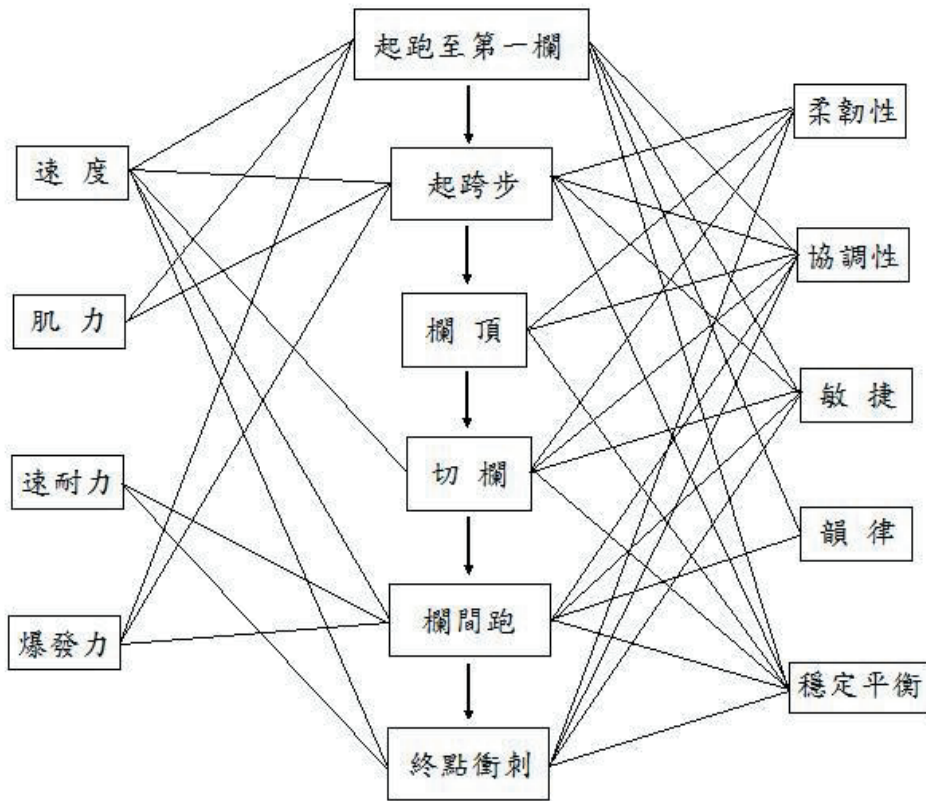 起跑至第一欄
柔韌性
速 度
起跨步
協調性
肌 力
欄 頂
敏 捷
切 欄
速耐力
韻 律
欄間跑
爆發力
穩定平衡
終點衝刺